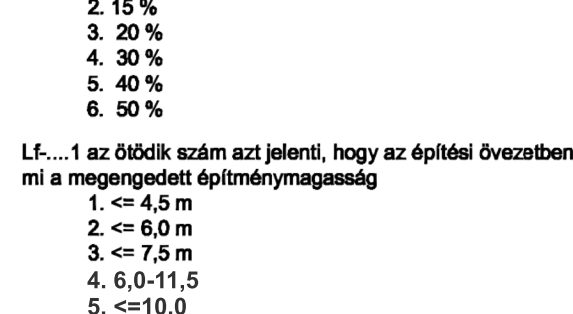 2. 15 %
3. 20 %
4. 30 %
5. 40 %
6. 50 %
Lf-....1 az ötödik szám azt jelenti, hogy az építési övezetben
mi a megengedett építménymagasság
1. <= 4,5 m
2. <= 6,0 m
3. <= 7,5 m
4. 6,0-11,5
5. <=10.0